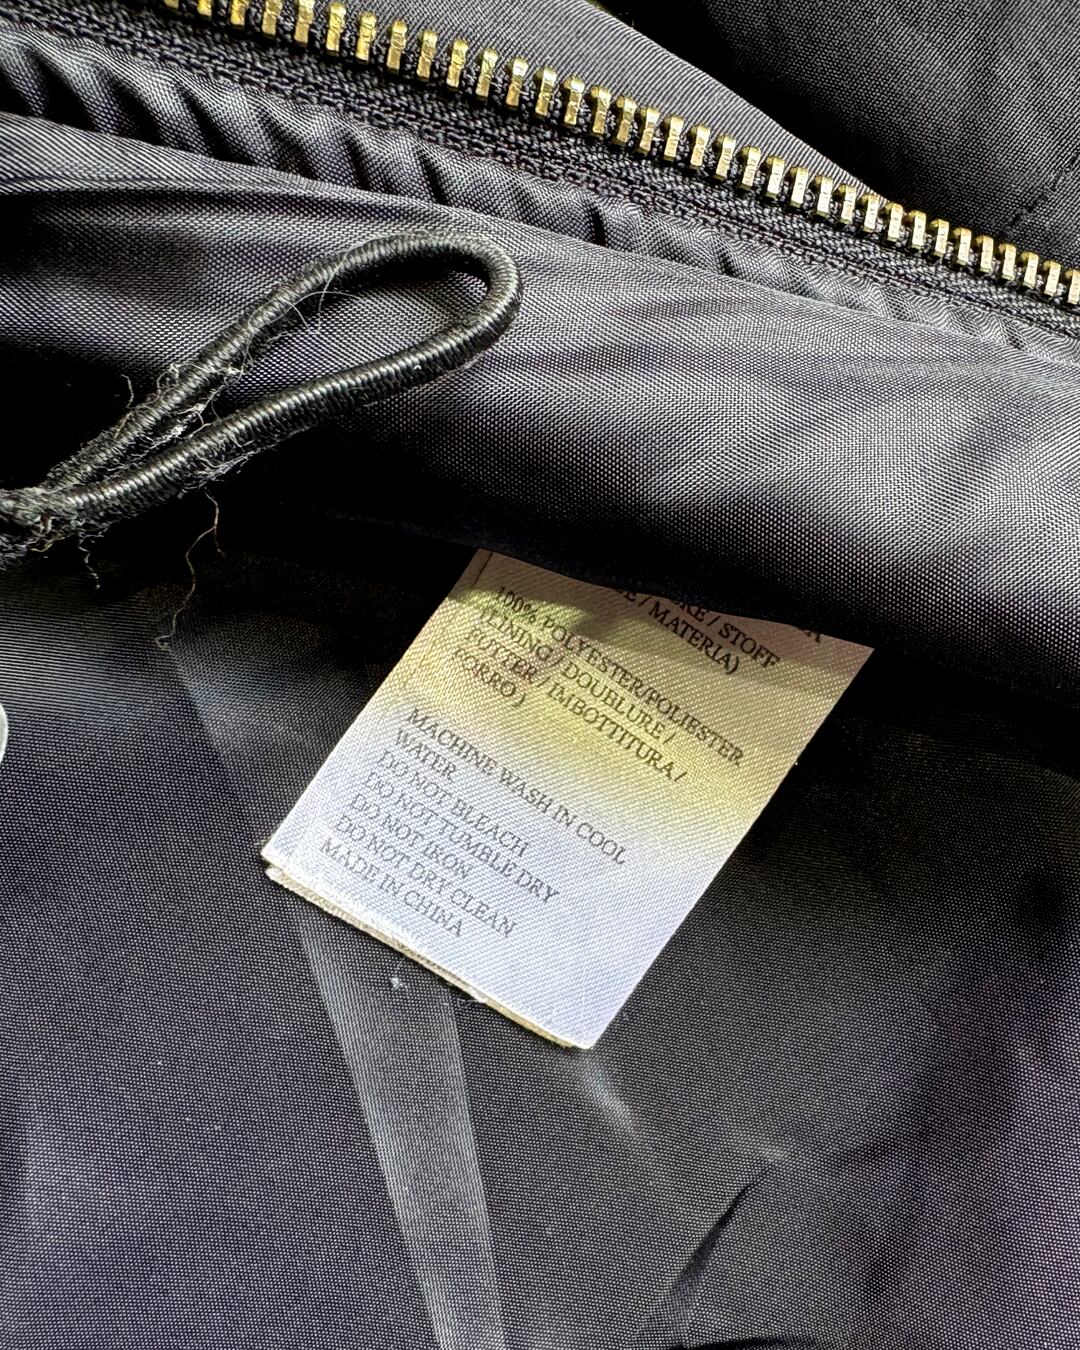 / STOFF
/ MATERIA)
100% POLYESTER/POLIESTER
(LINING / DOUBLURE /
FUTTER / IMBOTTITURA /
FORRO)
MACHINE WASH IN COOL
WATER
DO NOT BLEACH
DO NOT TUMBLE DRY
DO NOT IRON
DO NOT DRY CLEAN
MADE IN CHINA